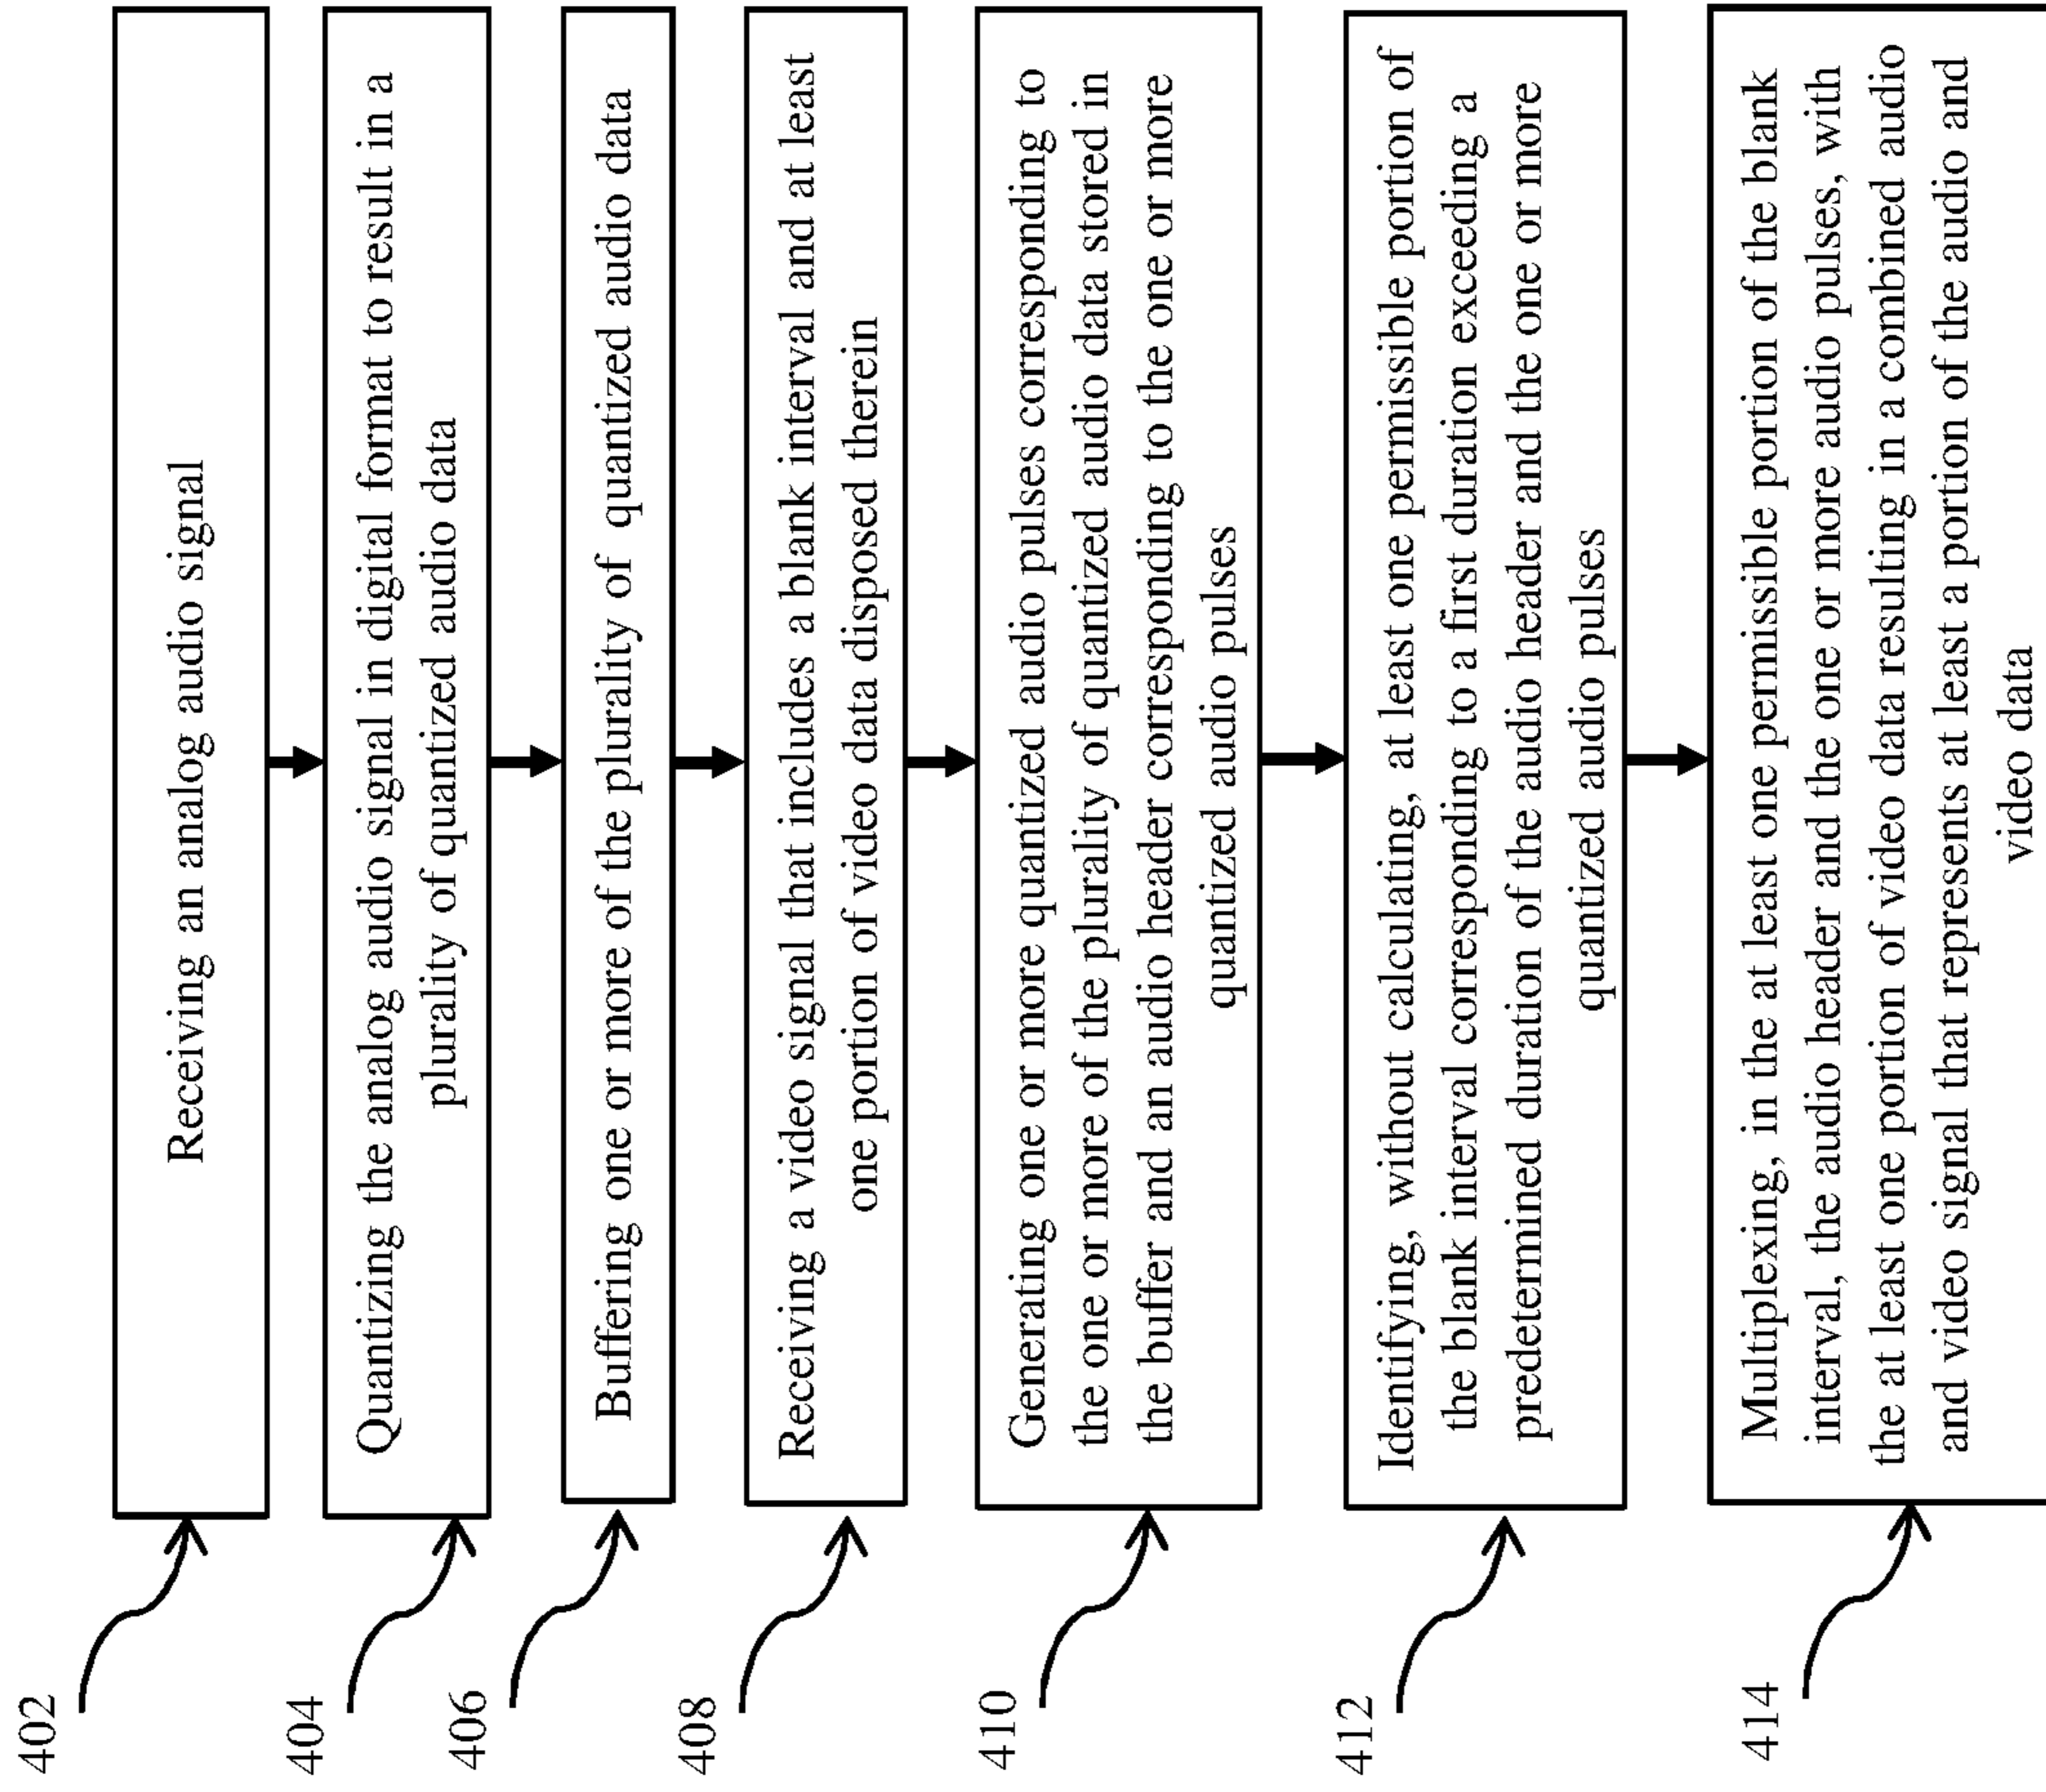 402
Receiving an analog audio signal
404
Quantizing the analog audio signal in digital format to result in a
plurality of quantized audio data
406
Buffering one or more of the plurality of quantized audio data
408
Receiving a video signal that includes a blank interval and at least
one portion of video data disposed therein
410
Generating one or more quantized audio pulses corresponding to
the one or more of the plurality of quantized audio data stored in
the buffer and an audio header corresponding to the one or more
quantized audio pulses
412
Identifying, without calculating, at least one permissible portion of
the blank interval corresponding to a first duration exceeding a
predetermined duration of the audio header and the one or more
quantized audio pulses
414
Multiplexing, in the at least one permissible portion of the blank
interval, the audio header and the one or more audio pulses, with
the at least one portion of video data resulting in a combined audio
and video signal that represents at least a portion of the audio and
video data